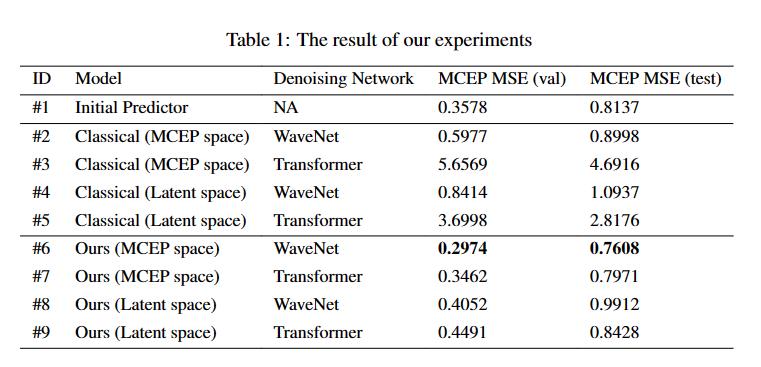 Table 1: The result of our experiments
ID Model Denoising Network MCEP MSE (val) MCEP MSE (test)
#1 Initial Predictor NA 0.3578 0.8137
#2 Classical (MCEP space) WaveNet 0.5977 0.8998
#3 Classical (MCEP space) Transformer 5.6569 4.6916
#4 Classical (Latent space) WaveNet 0.8414 1.0937
#5 Classical (Latent space) Transformer 3.6998 2.8176
#6 Ours (MCEP space) WaveNet 0.2974 0.7608
#7 Ours (MCEP space) Transformer 0.3462 0.7971
#8 Ours (Latent space) WaveNet 0.4052 0.9912
#9 Ours (Latent space) Transformer 0.4491 0.8428